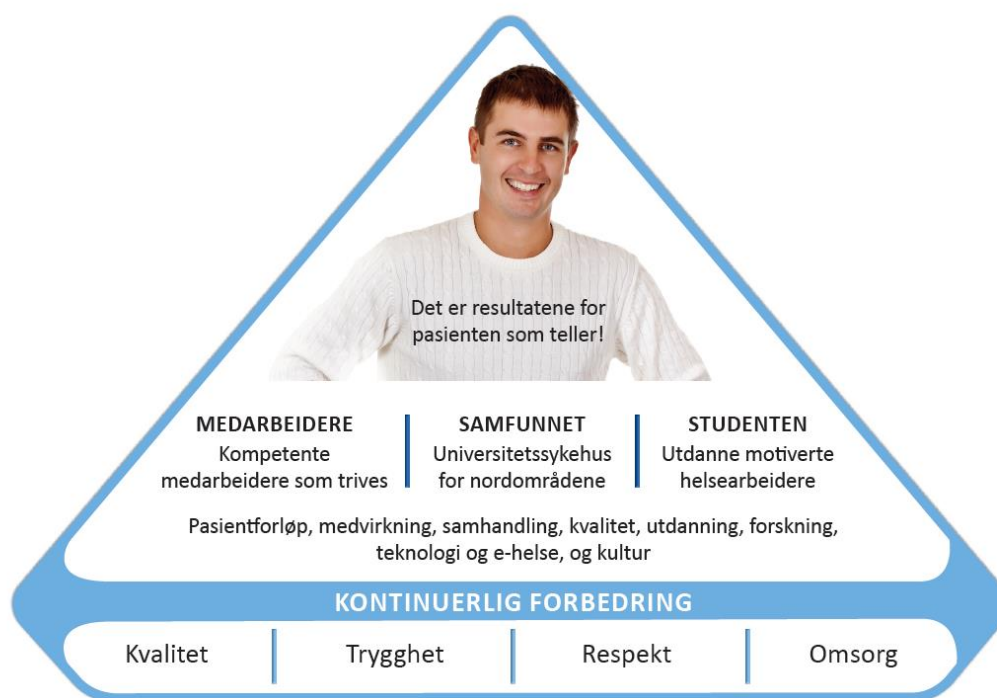 Det er resultatene for
pasienten som teller!
MEDARBEIDERE
Kompetente
medarbeidere som trives
SAMFUNNET
Universitetssykehus
for nordområdene
STUDENTEN
Utdanne motiverte
helsearbeidere
Pasientforløp, medvirkning, samhandling, kvalitet, utdanning, forskning,
teknologi og e-helse, og kultur
KONTINUERLIG FORBEDRING
Kvalitet
Trygghet
Respekt
Omsorg